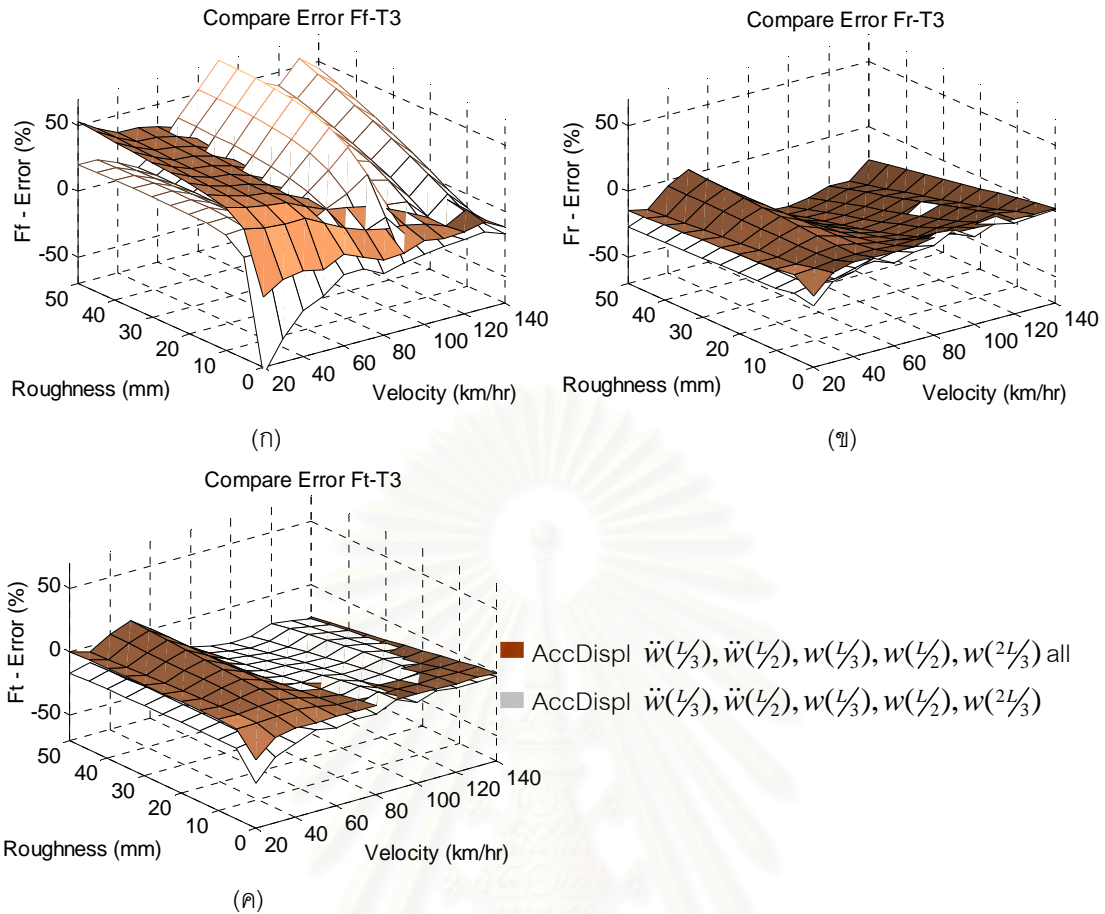 Compare Error Ff-T3
Ff - Error (%)
50
0
-50
50
40
30
20
10
0
20
40
60
80
100
120
140
Roughness (mm)
Velocity (km/hr)
(ก)
Compare Error Fr-T3
Fr - Error (%)
50
0
-50
50
40
30
20
10
0
20
40
60
80
100
120
140
Roughness (mm)
Velocity (km/hr)
(ข)
Compare Error Ft-T3
Ft - Error (%)
50
0
-50
50
40
30
20
10
0
20
40
60
80
100
120
140
Roughness (mm)
Velocity (km/hr)
(ค)
AccDispl ẅ(L/3), ẅ(L/2), w(L/3), w(L/2), w(2L/3) all
AccDispl ẅ(L/3), ẅ(L/2), w(L/3), w(L/2), w(2L/3)